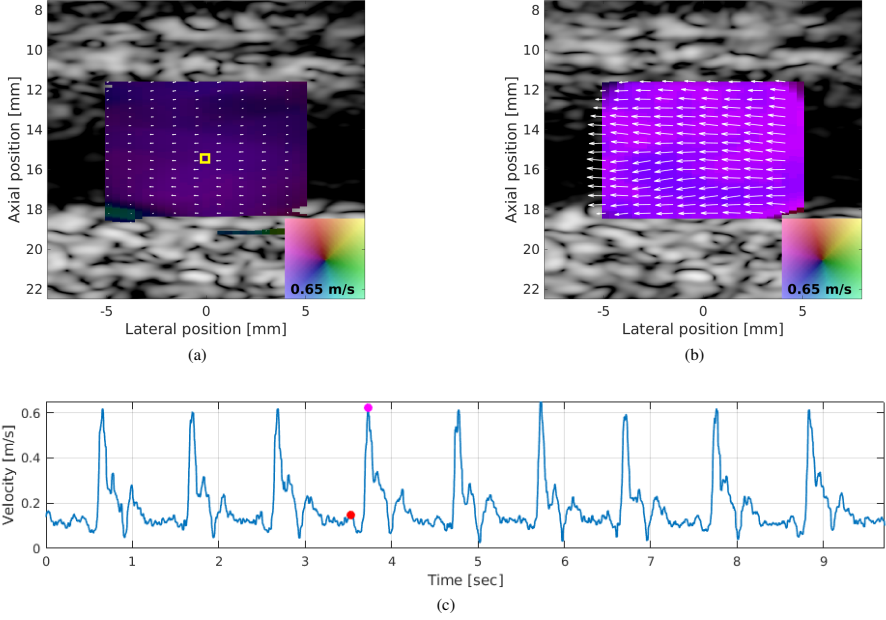 8
10
12
14
16
18
20
22
Axial position [mm]
0.65 m/s
-5 0 5
Lateral position [mm]
(a)
8
10
12
14
16
18
20
22
Axial position [mm]
0.65 m/s
-5 0 5
Lateral position [mm]
(b)
0.6
0.4
0.2
0
Velocity [m/s]
0 1 2 3 4 5 6 7 8 9
Time [sec]
(c)